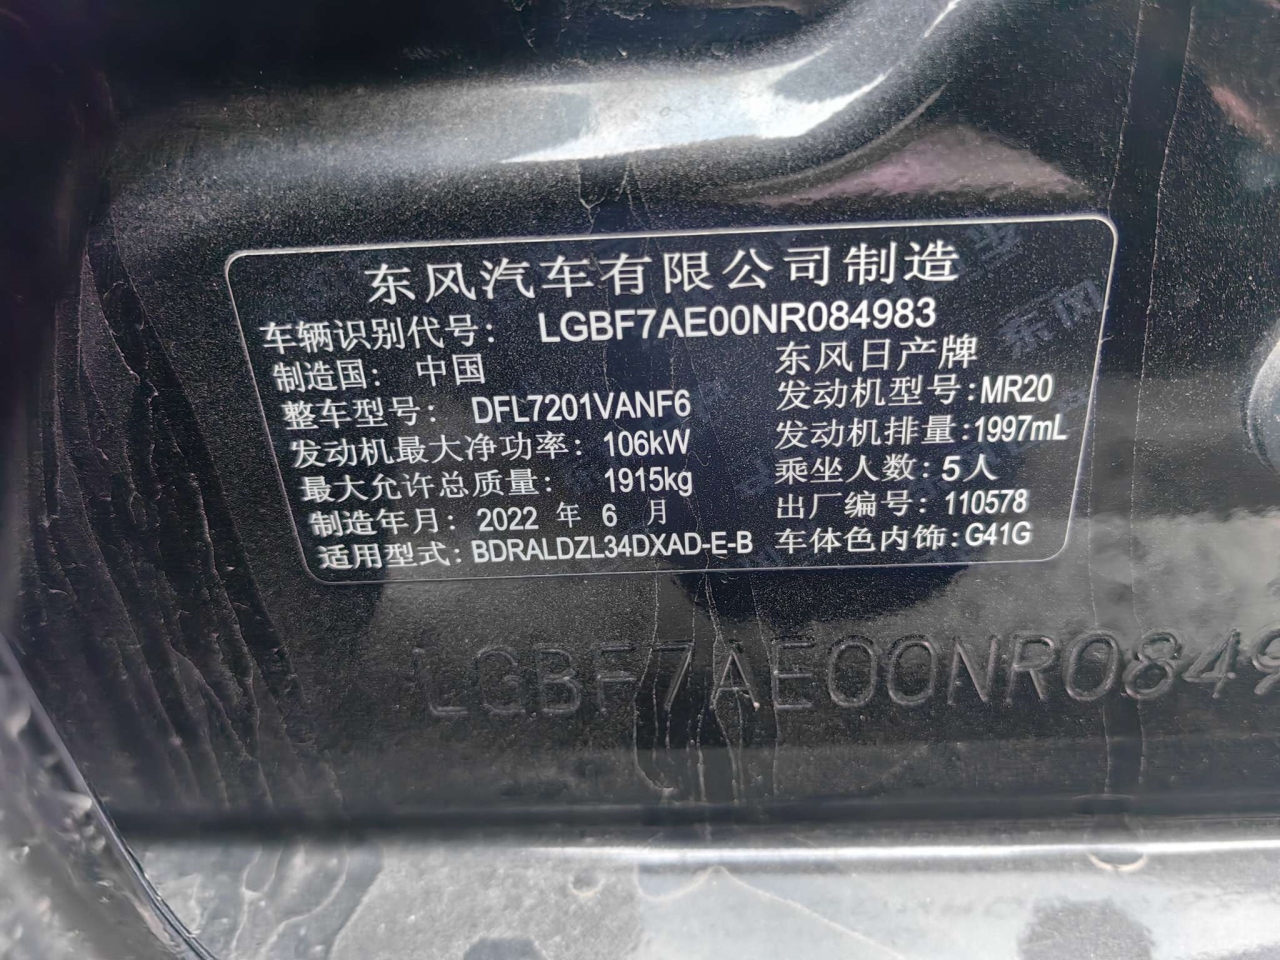 东风汽车有限公司制造
车辆识别代号： LGBF7AE00NR084983
制造国： 中国 东风日产牌
整车型号： DFL7201VANF6 发动机型号：MR20
发动机最大净功率：106kW 发动机排量：1997mL
最大允许总质量： 1915kg 乘坐人数：5人
制造年月：2022 年 6 月 出厂编号：110578
适用型式：BDRALDZL34DXAD-E-B 车体色内饰：G41G
LGBF7AE00NR0849